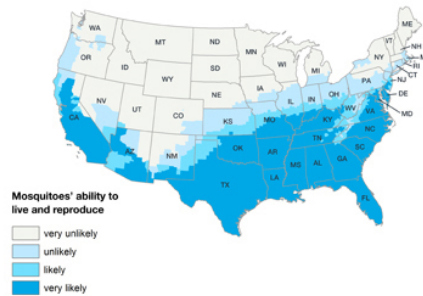 WA
MT
ND
MN
ME
VT
NH
OR
ID
SD
WI
MI
NY
RI
CT
WY
IA
PA
NJ
NV
NE
IL
IN
OH
DE
UT
CO
KS
MO
KY
WV
VA
MD
CA
AZ
NM
OK
AR
TN
NC
SC
TX
LA
MS
AL
GA
FL
Mosquitoes' ability to
live and reproduce
very unlikely
unlikely
likely
very likely